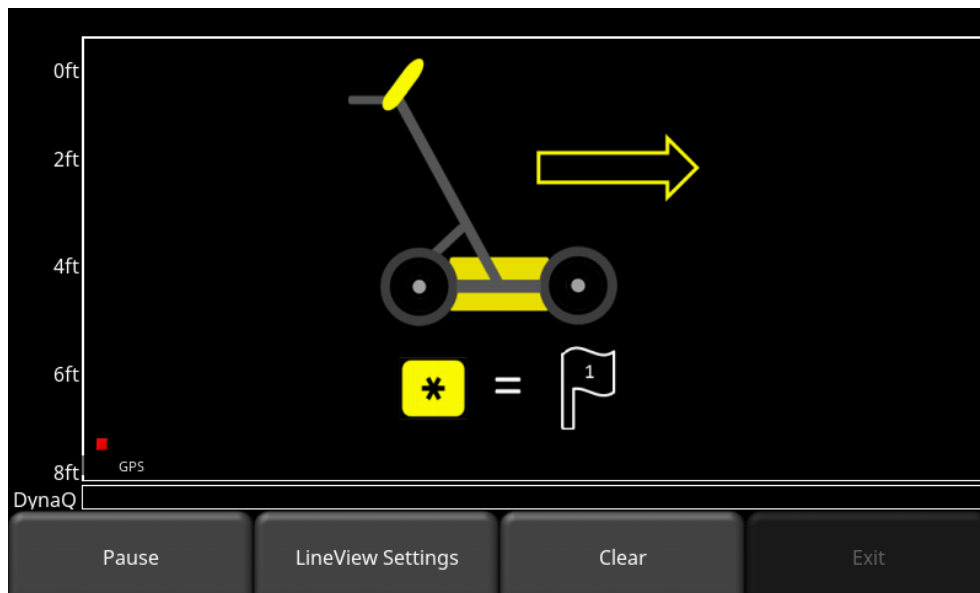 0ft
2ft
4ft
* = 1
6ft
GPS
8ft
DynaQ
Pause LineView Settings Clear Exit